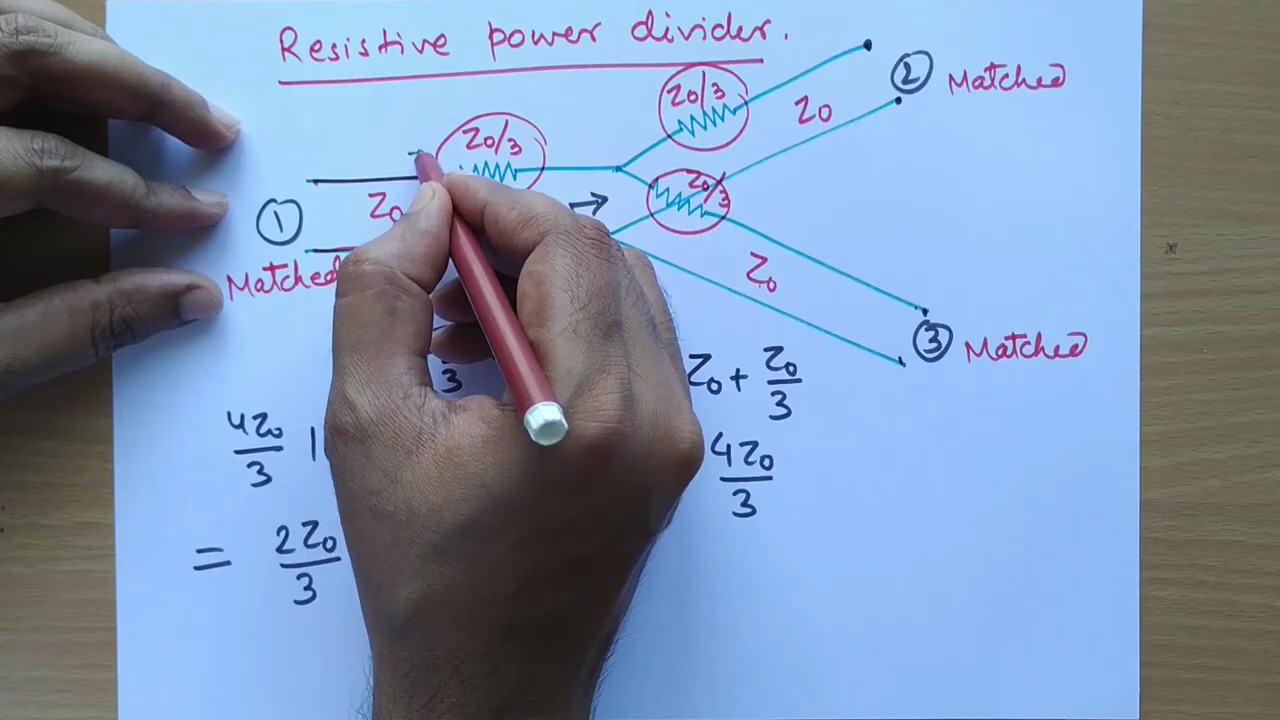 Resistive power divider.
Z0/3
Z0/3
Z0/3
Z0
Z0
Z0
1
2
3
Matched
Matched
Matched
3
Z0 + Z0/3
4Z0/3
4Z0/3
= 2Z0/3